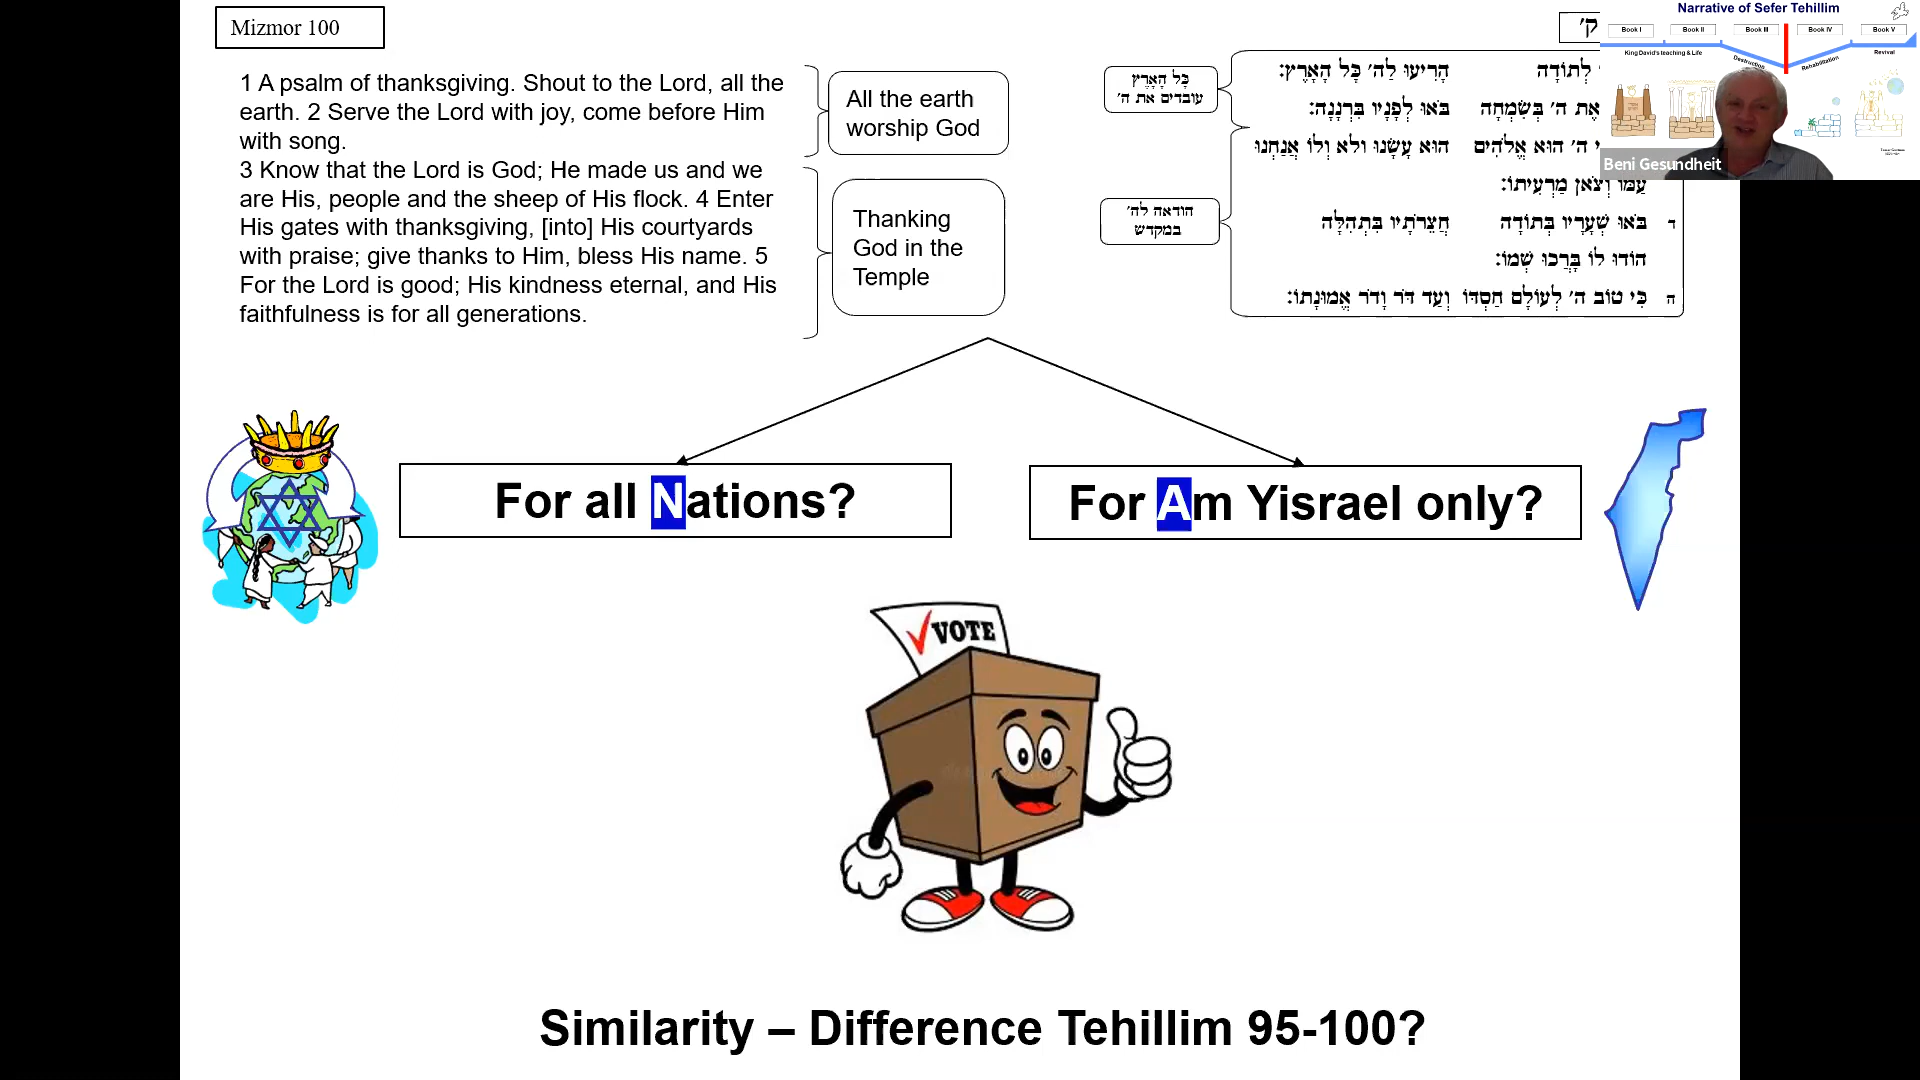 Mizmor 100
1 A psalm of thanksgiving. Shout to the Lord, all the
earth. 2 Serve the Lord with joy, come before Him
with song.
3 Know that the Lord is God; He made us and we
are His, people and the sheep of His flock. 4 Enter
His gates with thanksgiving, [into] His courtyards
with praise; give thanks to Him, bless His name. 5
For the Lord is good; His kindness eternal, and His
faithfulness is for all generations.
All the earth
worship God
Thanking
God in the
Temple
ק׳
כָּל הָאָרֶץ
עובדים את ה׳
הודאה לה׳
במקדש
לְתוֹדָה הָרִיעוּ לַה׳ כָּל הָאָרֶץ:
אֶת ה׳ בְּשִׂמְחָה בֹּאוּ לְפָנָיו בִּרְנָנָה:
ה׳ הוּא אֱלֹהִים הוּא עָשָׂנוּ ולא וְלוֹ אֲנַחְנוּ
עַמּוֹ וְצֹאן מַרְעִיתוֹ:
ד בֹּאוּ שְׁעָרָיו בְּתוֹדָה חֲצֵרֹתָיו בִּתְהִלָּה
הוֹדוּ לוֹ בָּרֲכוּ שְׁמוֹ:
ה כִּי טוֹב ה׳ לְעוֹלָם חַסְדּוֹ וְעַד דֹּר וָדֹר אֱמוּנָתוֹ:
Narrative of Sefer Tehillim
Book I Book II Book III Book IV Book V
King David's teaching & Life
Destruction
Rehabilitation
Revival
Beni Gesundheit
For all Nations?
For Am Yisrael only?
VOTE
Similarity – Difference Tehillim 95-100?